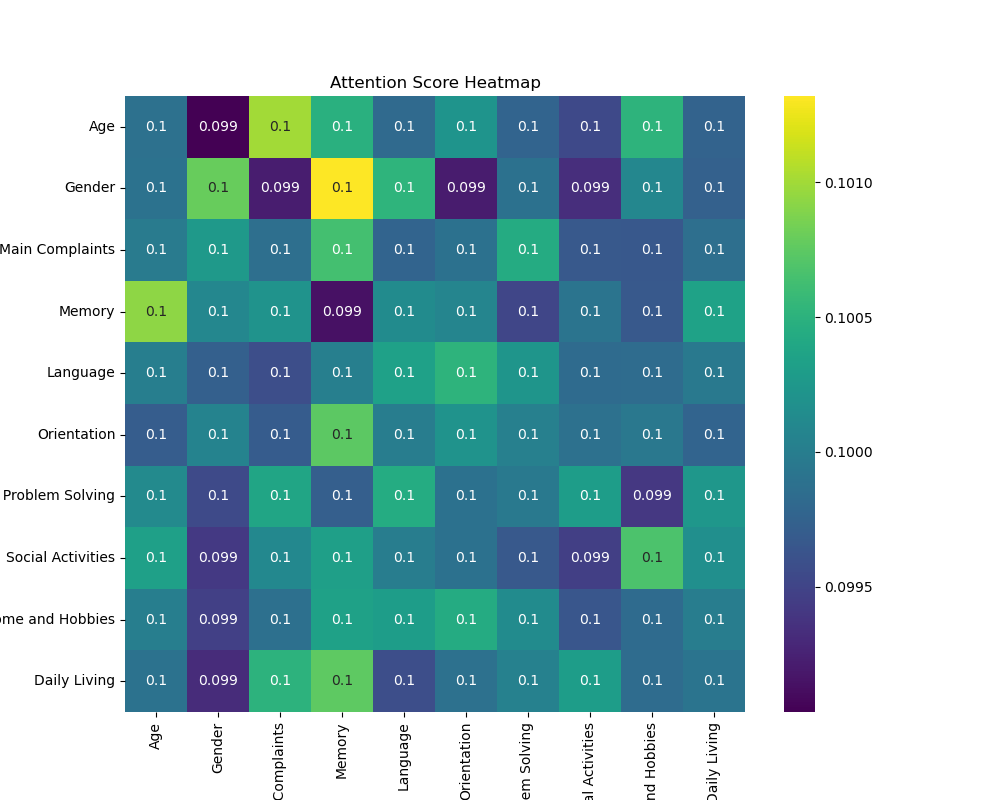 Attention Score Heatmap
Age 0.1 0.099 0.1 0.1 0.1 0.1 0.1 0.1 0.1 0.1
Gender 0.1 0.1 0.099 0.1 0.1 0.099 0.1 0.099 0.1 0.1
Main Complaints 0.1 0.1 0.1 0.1 0.1 0.1 0.1 0.1 0.1 0.1
Memory 0.1 0.1 0.1 0.099 0.1 0.1 0.1 0.1 0.1 0.1
Language 0.1 0.1 0.1 0.1 0.1 0.1 0.1 0.1 0.1 0.1
Orientation 0.1 0.1 0.1 0.1 0.1 0.1 0.1 0.1 0.1 0.1
Problem Solving 0.1 0.1 0.1 0.1 0.1 0.1 0.1 0.1 0.099 0.1
Social Activities 0.1 0.099 0.1 0.1 0.1 0.1 0.1 0.099 0.1 0.1
ome and Hobbies 0.1 0.099 0.1 0.1 0.1 0.1 0.1 0.1 0.1 0.1
Daily Living 0.1 0.099 0.1 0.1 0.1 0.1 0.1 0.1 0.1 0.1
Age
Gender
Complaints
Memory
Language
Orientation
em Solving
al Activities
nd Hobbies
Daily Living
0.1010
0.1005
0.1000
0.0995